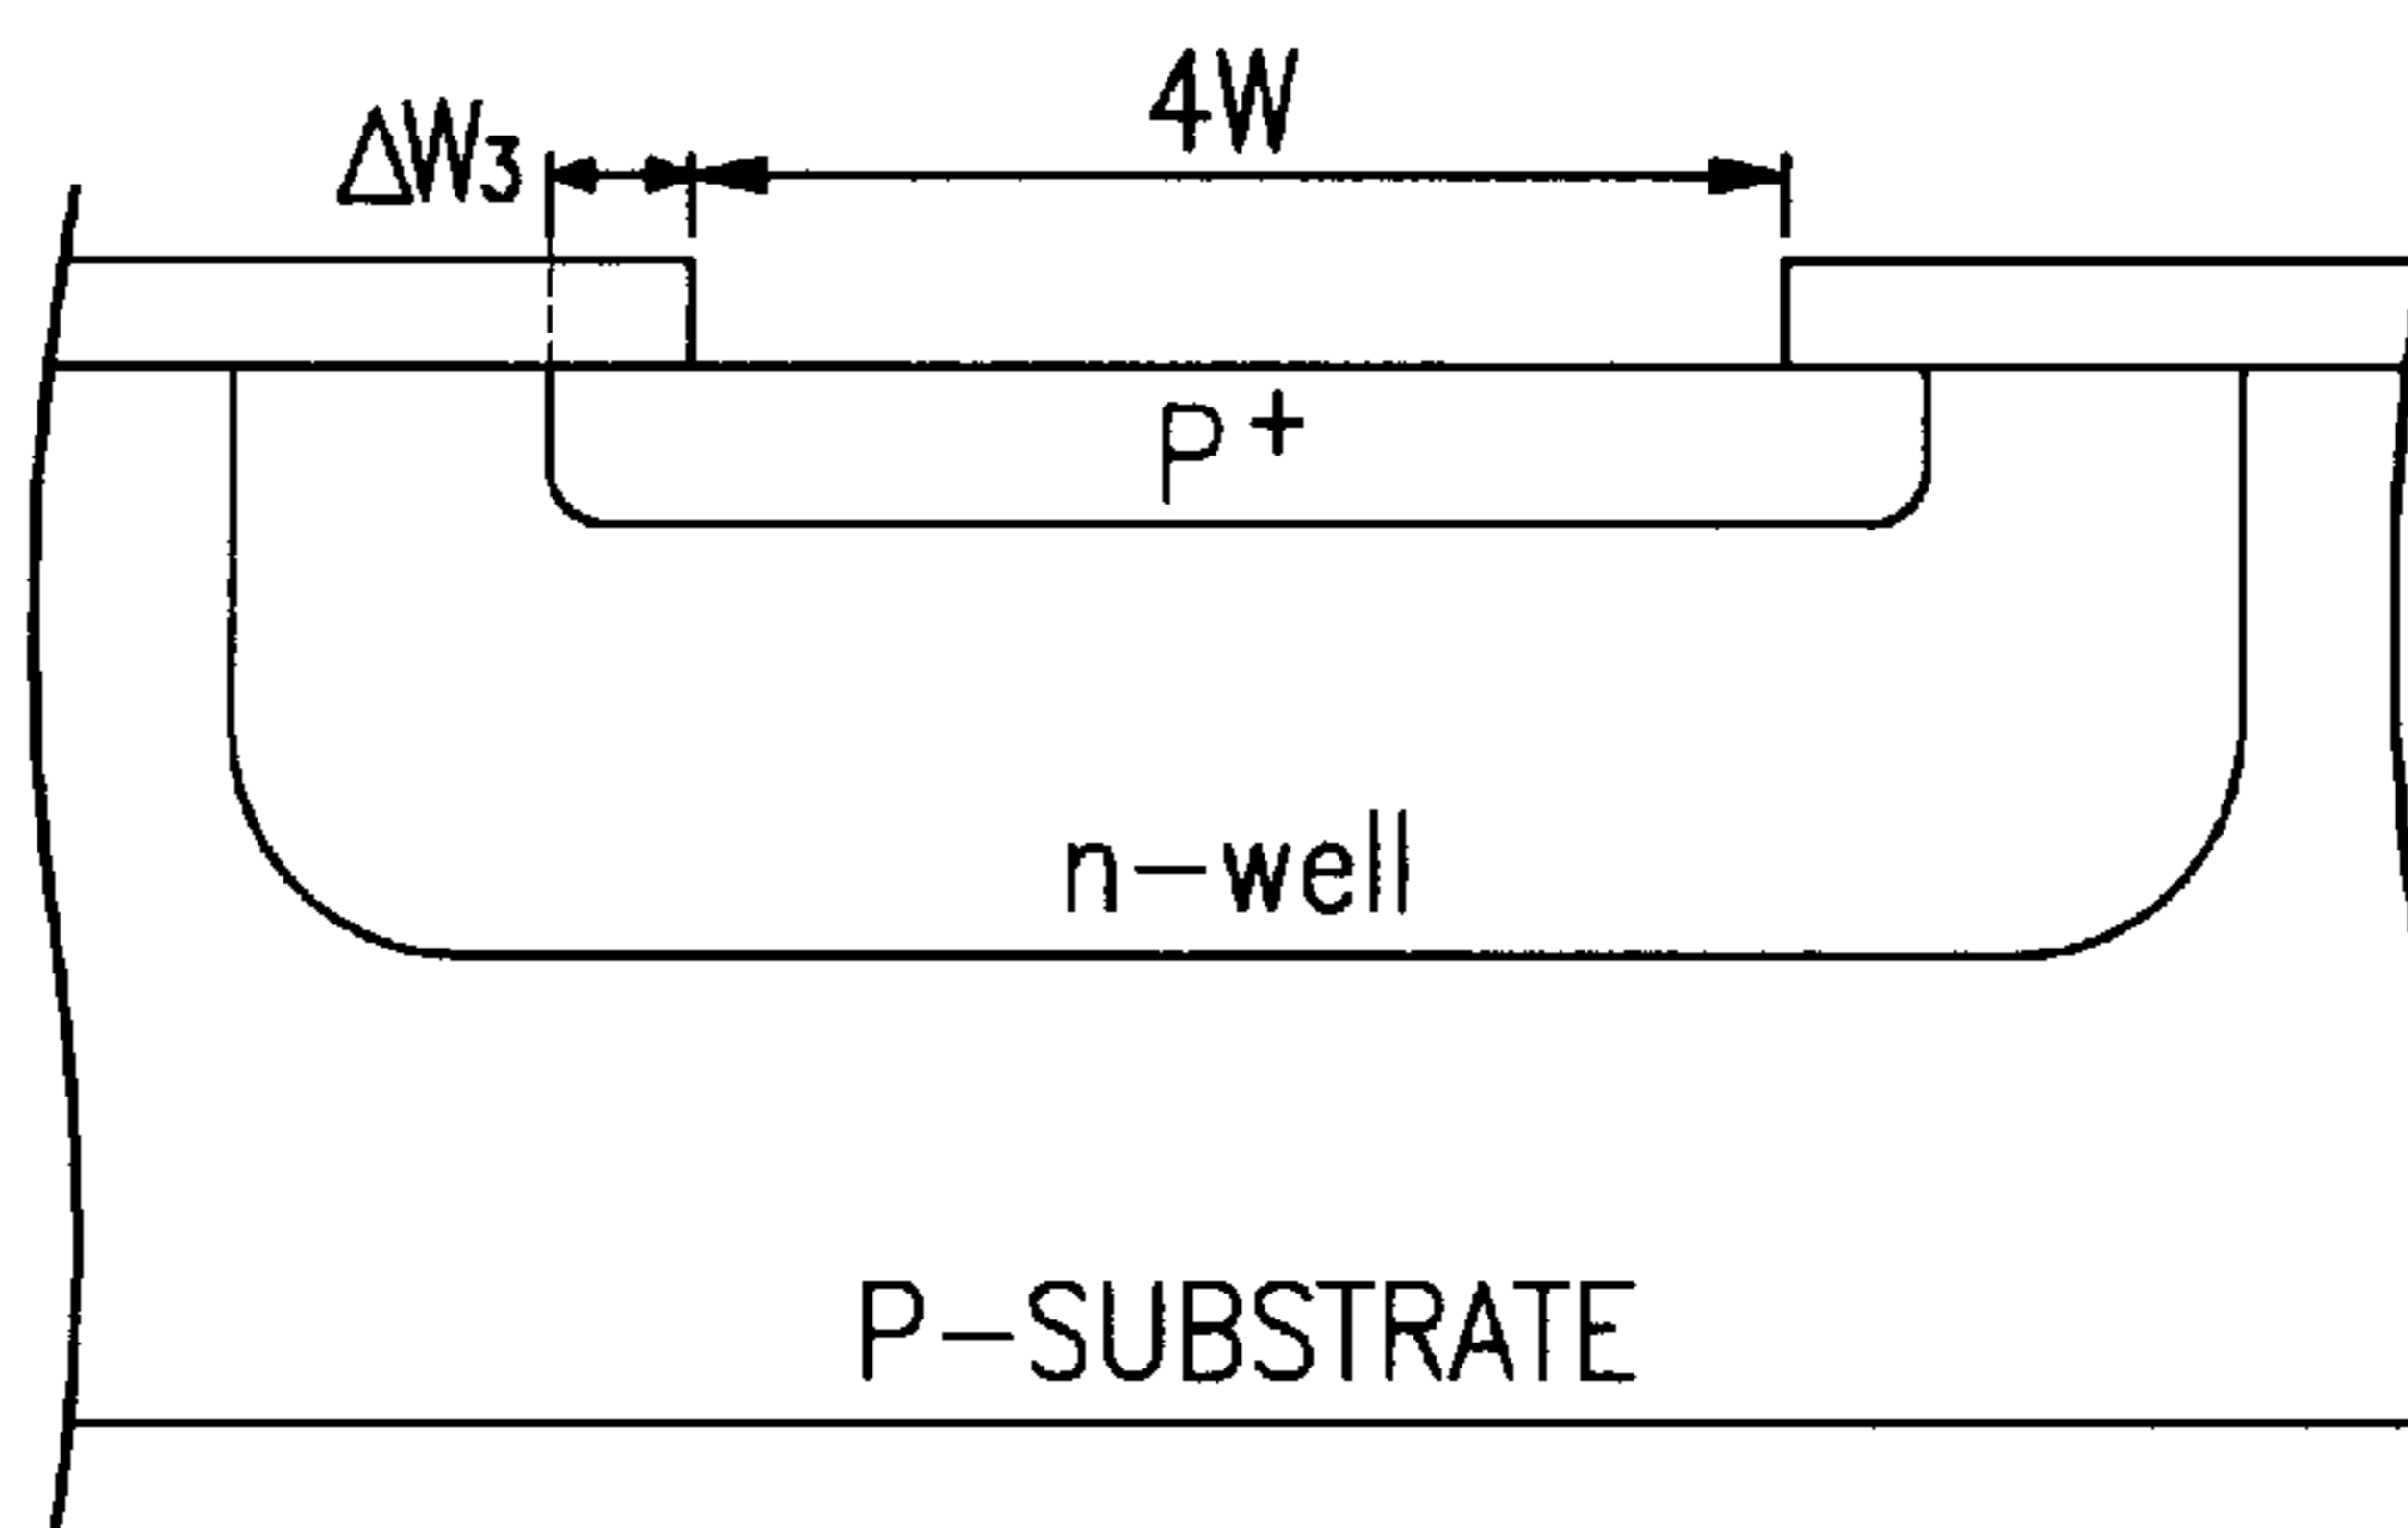 4W
ΔW3
P+
n-well
P-SUBSTRATE